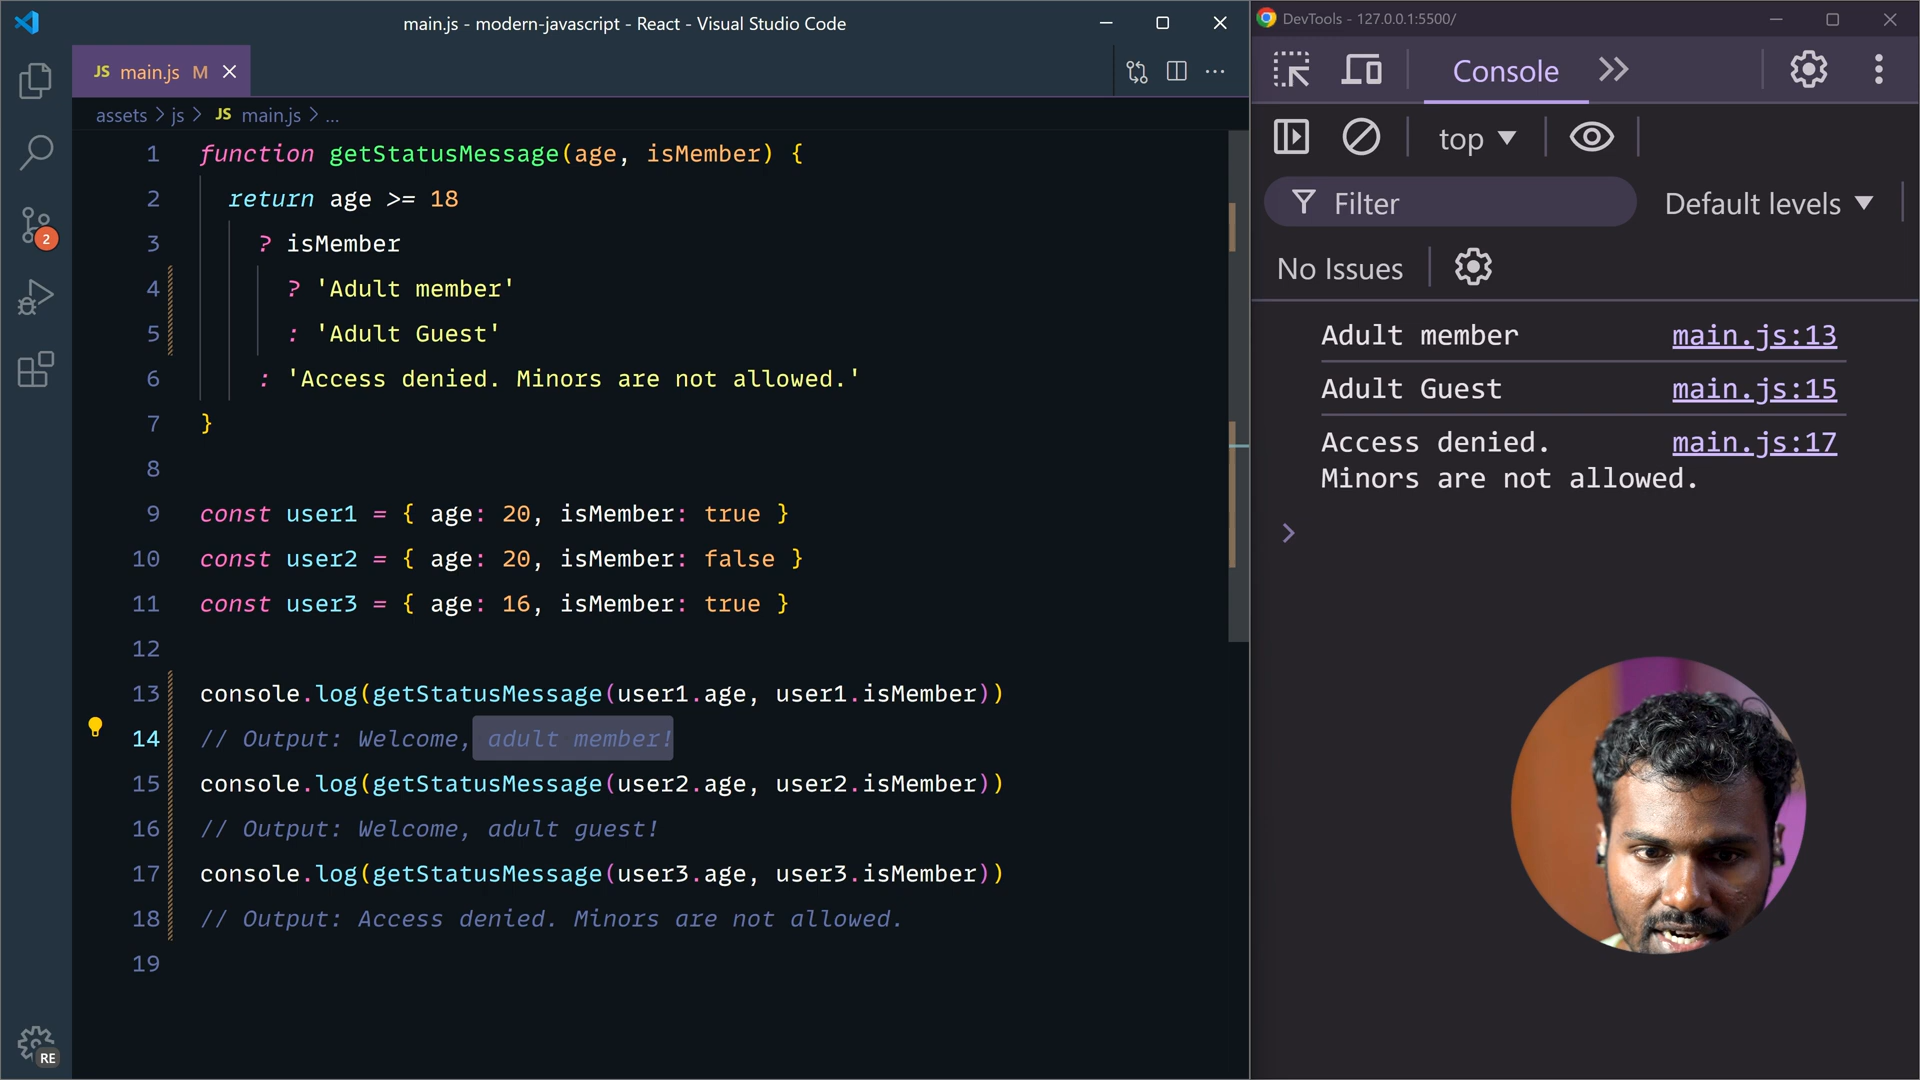 main.js - modern-javascript - React - Visual Studio Code
JS main.js M
assets > js > JS main.js > ...
1 function getStatusMessage(age, isMember) {
2 return age >= 18
3 ? isMember
4 ? 'Adult member'
5 : 'Adult Guest'
6 : 'Access denied. Minors are not allowed.'
7 }
8
9 const user1 = { age: 20, isMember: true }
10 const user2 = { age: 20, isMember: false }
11 const user3 = { age: 16, isMember: true }
12
13 console.log(getStatusMessage(user1.age, user1.isMember))
14 // Output: Welcome, adult member!
15 console.log(getStatusMessage(user2.age, user2.isMember))
16 // Output: Welcome, adult guest!
17 console.log(getStatusMessage(user3.age, user3.isMember))
18 // Output: Access denied. Minors are not allowed.
19
2
RE
DevTools - 127.0.0.1:5500/
Console
top
Filter
Default levels
No Issues
Adult member main.js:13
Adult Guest main.js:15
Access denied. main.js:17
Minors are not allowed.